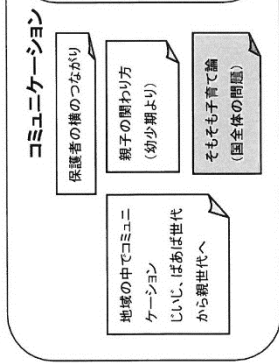 コミュニケーション
保護者の横のつながり
親子の関わり方
(幼少期より)
そもそも子育て論
(国全体の問題)
地域の中でコミュニ
ケーション
じいじ、ばあば世代
から親世代へ